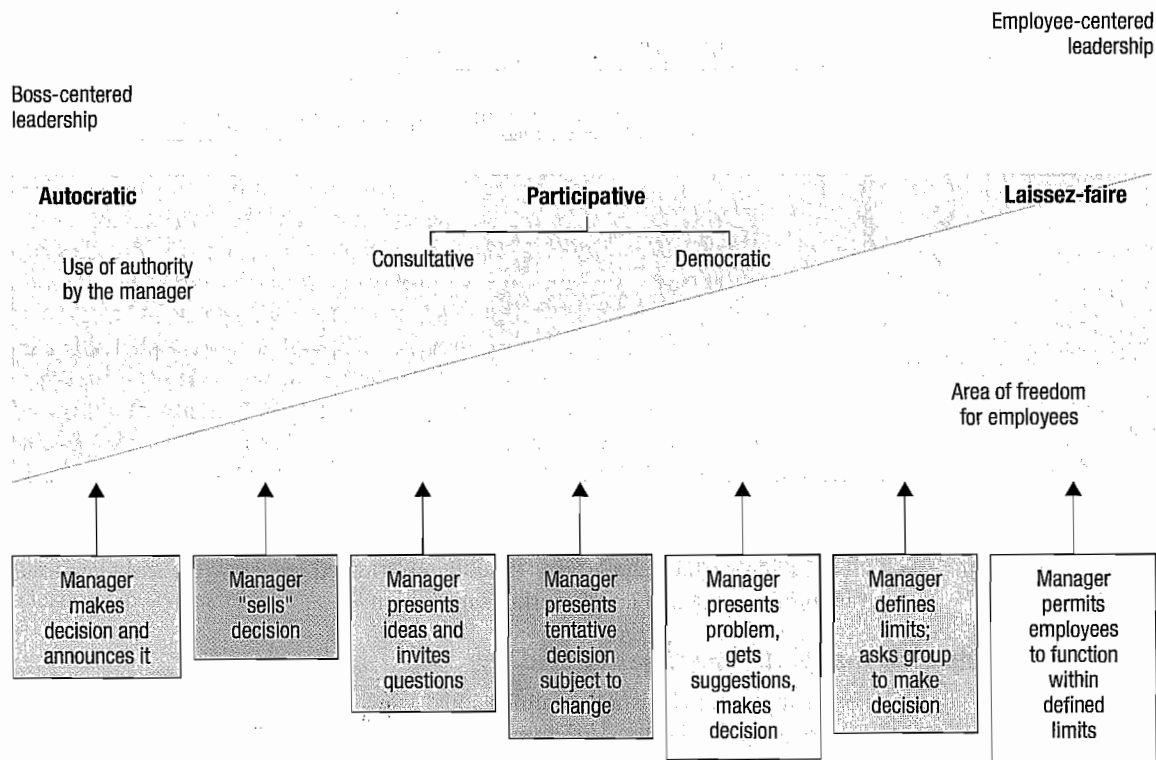 Employee-centered
leadership
Boss-centered
leadership
Autocratic
Participative
Laissez-faire
Consultative
Democratic
Use of authority
by the manager
Area of freedom
for employees
Manager
makes
decision and
announces it
Manager
"sells"
decision
Manager
presents
ideas and
invites
questions
Manager
presents
tentative
decision
subject to
change
Manager
presents
problem,
gets
suggestions,
makes
decision
Manager
defines
limits;
asks group
to make
decision
Manager
permits
employees
to function
within
defined
limits